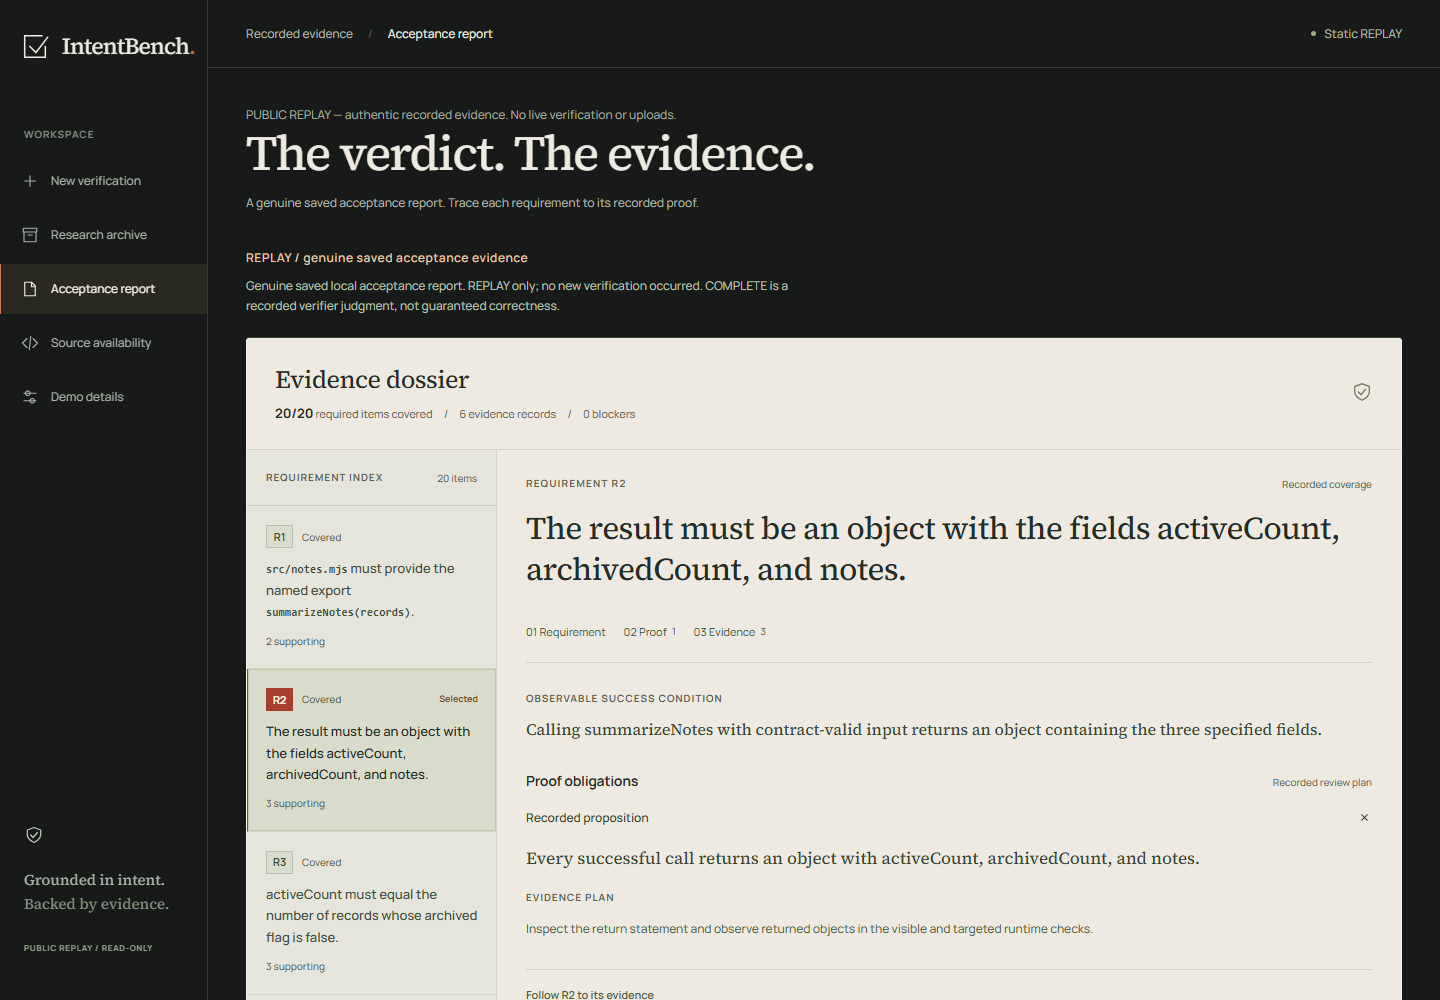 IntentBench.
WORKSPACE
New verification
Research archive
Acceptance report
Source availability
Demo details
Grounded in intent.
Backed by evidence.
PUBLIC REPLAY / READ-ONLY
Recorded evidence / Acceptance report
Static REPLAY
PUBLIC REPLAY — authentic recorded evidence. No live verification or uploads.
The verdict. The evidence.
A genuine saved acceptance report. Trace each requirement to its recorded proof.
REPLAY / genuine saved acceptance evidence
Genuine saved local acceptance report. REPLAY only; no new verification occurred. COMPLETE is a
recorded verifier judgment, not guaranteed correctness.
Evidence dossier
20/20 required items covered / 6 evidence records / 0 blockers
REQUIREMENT INDEX 20 items
R1 Covered
src/notes.mjs must provide the
named export
summarizeNotes(records).
2 supporting
R2 Covered Selected
The result must be an object with
the fields activeCount,
archivedCount, and notes.
3 supporting
R3 Covered
activeCount must equal the
number of records whose archived
flag is false.
3 supporting
REQUIREMENT R2 Recorded coverage
The result must be an object with the fields activeCount,
archivedCount, and notes.
01 Requirement 02 Proof 1 03 Evidence 3
OBSERVABLE SUCCESS CONDITION
Calling summarizeNotes with contract-valid input returns an object containing the three specified fields.
Proof obligations Recorded review plan
Recorded proposition ×
Every successful call returns an object with activeCount, archivedCount, and notes.
EVIDENCE PLAN
Inspect the return statement and observe returned objects in the visible and targeted runtime checks.
Follow R2 to its evidence